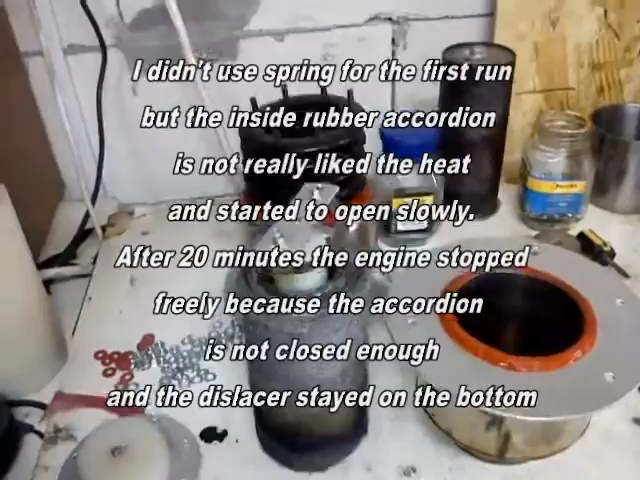 I didn't use spring for the first run
but the inside rubber accordion
is not really liked the heat
and started to open slowly.
After 20 minutes the engine stopped
freely because the accordion
is not closed enough
and the dislacer stayed on the bottom